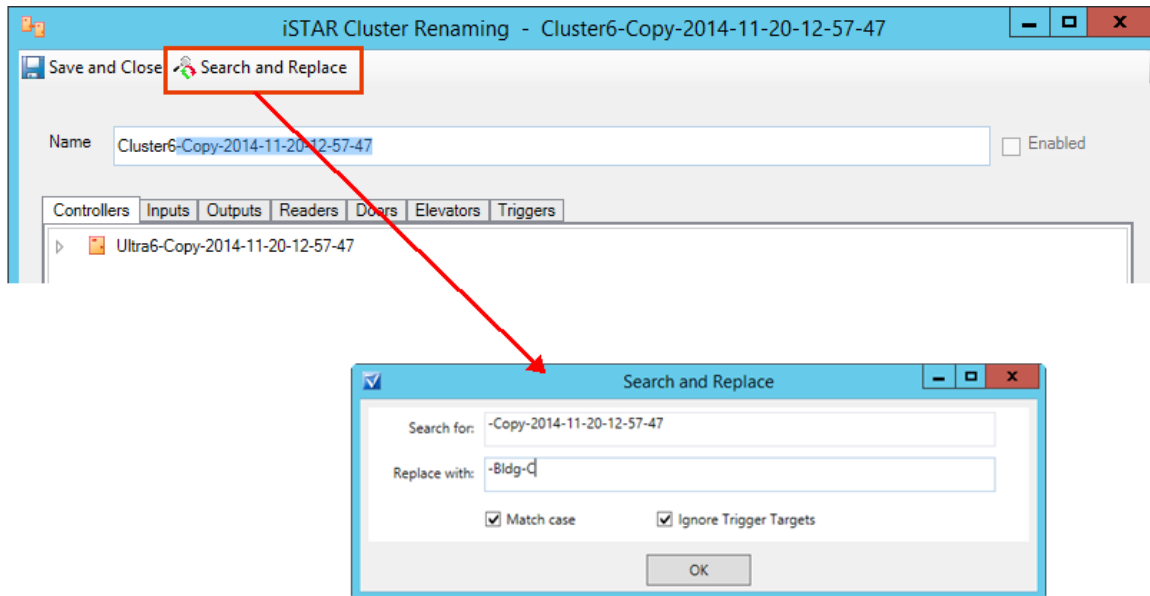 iSTAR Cluster Renaming - Cluster6-Copy-2014-11-20-12-57-47
Save and Close Search and Replace
Name Cluster6-Copy-2014-11-20-12-57-47 Enabled
Controllers Inputs Outputs Readers Doors Elevators Triggers
Ultra6-Copy-2014-11-20-12-57-47
Search and Replace
Search for: -Copy-2014-11-20-12-57-47
Replace with: -Bldg-C
Match case Ignore Trigger Targets
OK